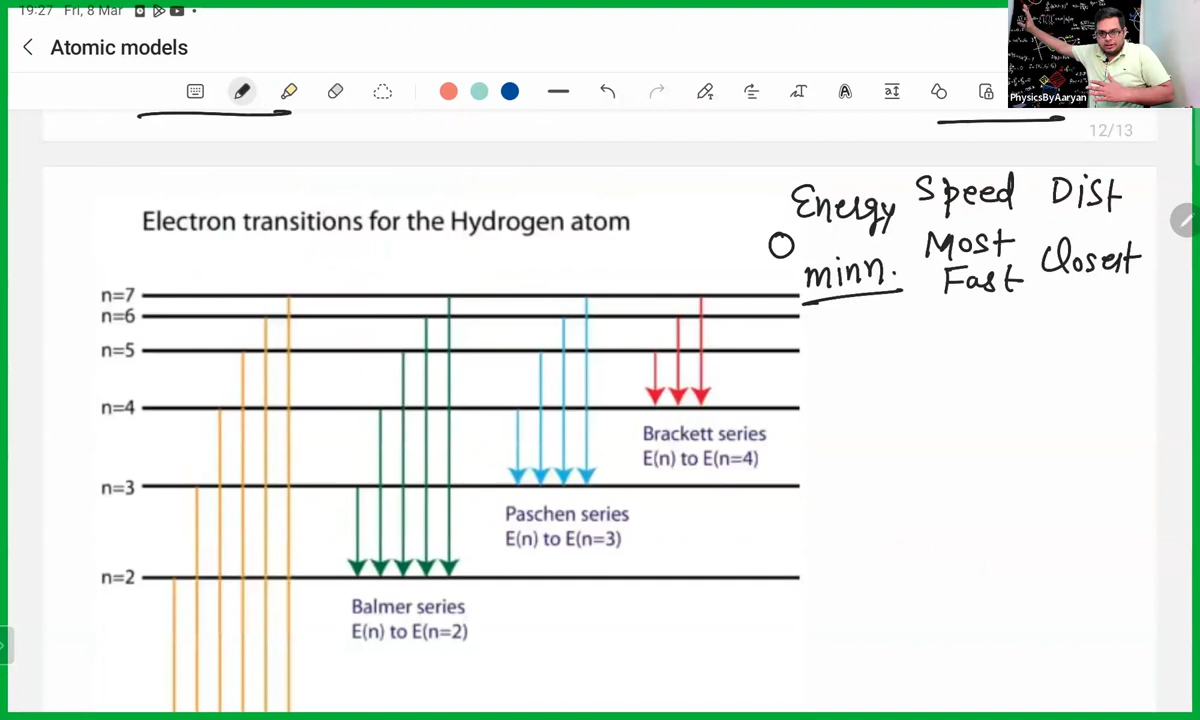 19:27 Fri, 8 Mar
Atomic models
PhysicsByAaryan
12/13
Energy Speed Dist
O minn. Most Fast Closest
Electron transitions for the Hydrogen atom
n=7
n=6
n=5
n=4
Brackett series
E(n) to E(n=4)
n=3
Paschen series
E(n) to E(n=3)
n=2
Balmer series
E(n) to E(n=2)